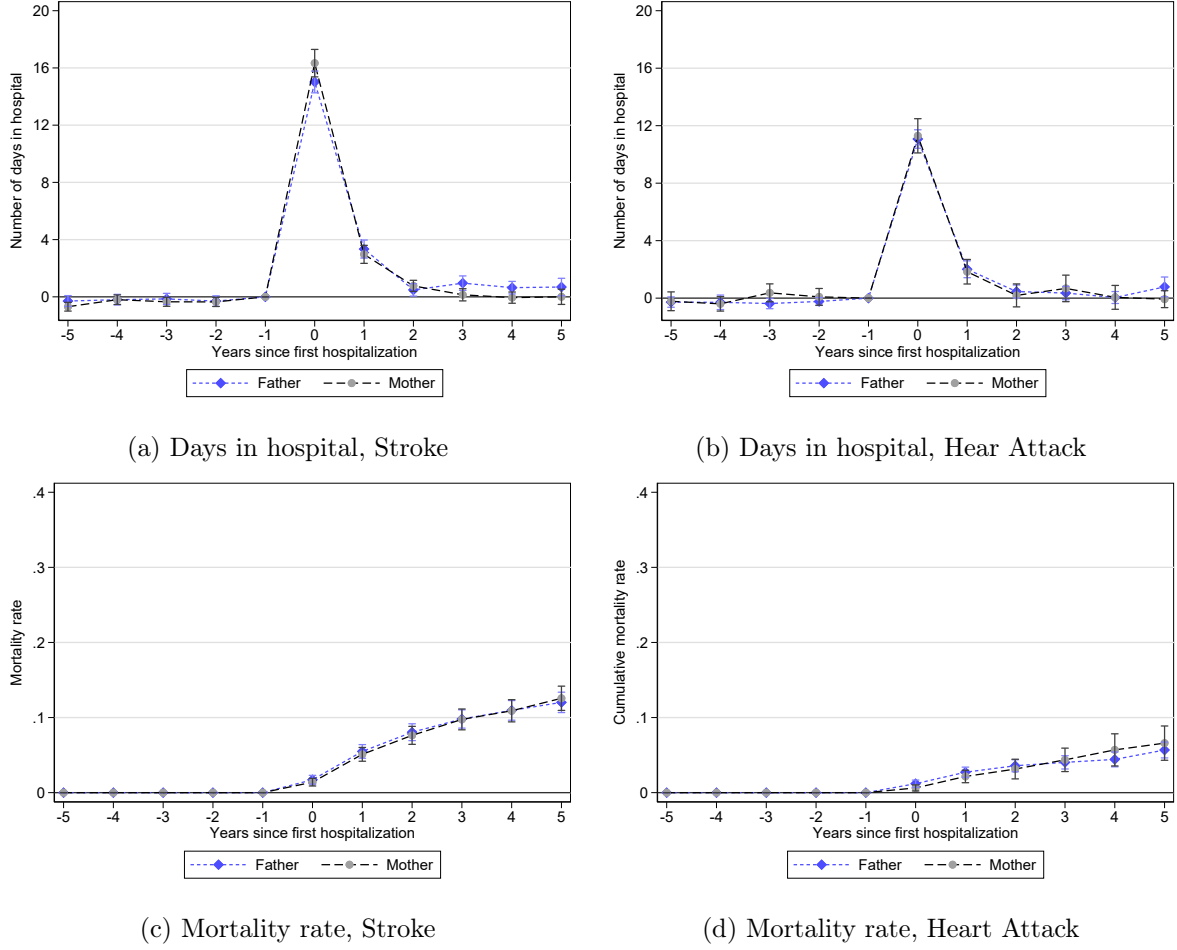 20
16
12
8
4
0
Number of days in hospital
-5 -4 -3 -2 -1 0 1 2 3 4 5
Years since first hospitalization
Father Mother
(a) Days in hospital, Stroke
20
16
12
8
4
0
Number of days in hospital
-5 -4 -3 -2 -1 0 1 2 3 4 5
Years since first hospitalization
Father Mother
(b) Days in hospital, Hear Attack
.4
.3
.2
.1
0
Mortality rate
-5 -4 -3 -2 -1 0 1 2 3 4 5
Years since first hospitalization
Father Mother
(c) Mortality rate, Stroke
.4
.3
.2
.1
0
Cumulative mortality rate
-5 -4 -3 -2 -1 0 1 2 3 4 5
Years since first hospitalization
Father Mother
(d) Mortality rate, Heart Attack